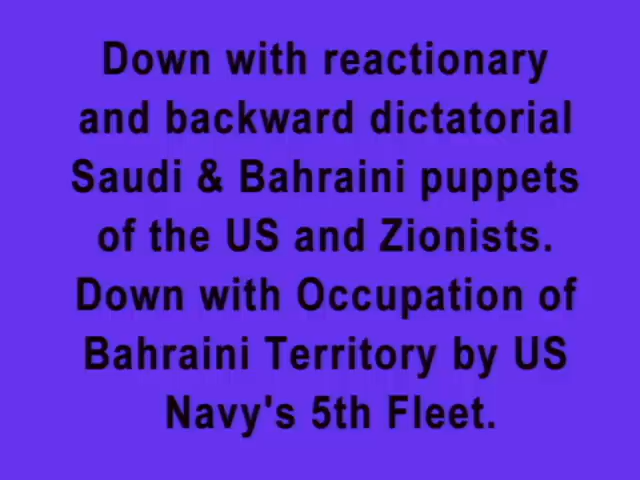 Down with reactionary
and backward dictatorial
Saudi & Bahraini puppets
of the US and Zionists.
Down with Occupation of
Bahraini Territory by US
Navy's 5th Fleet.